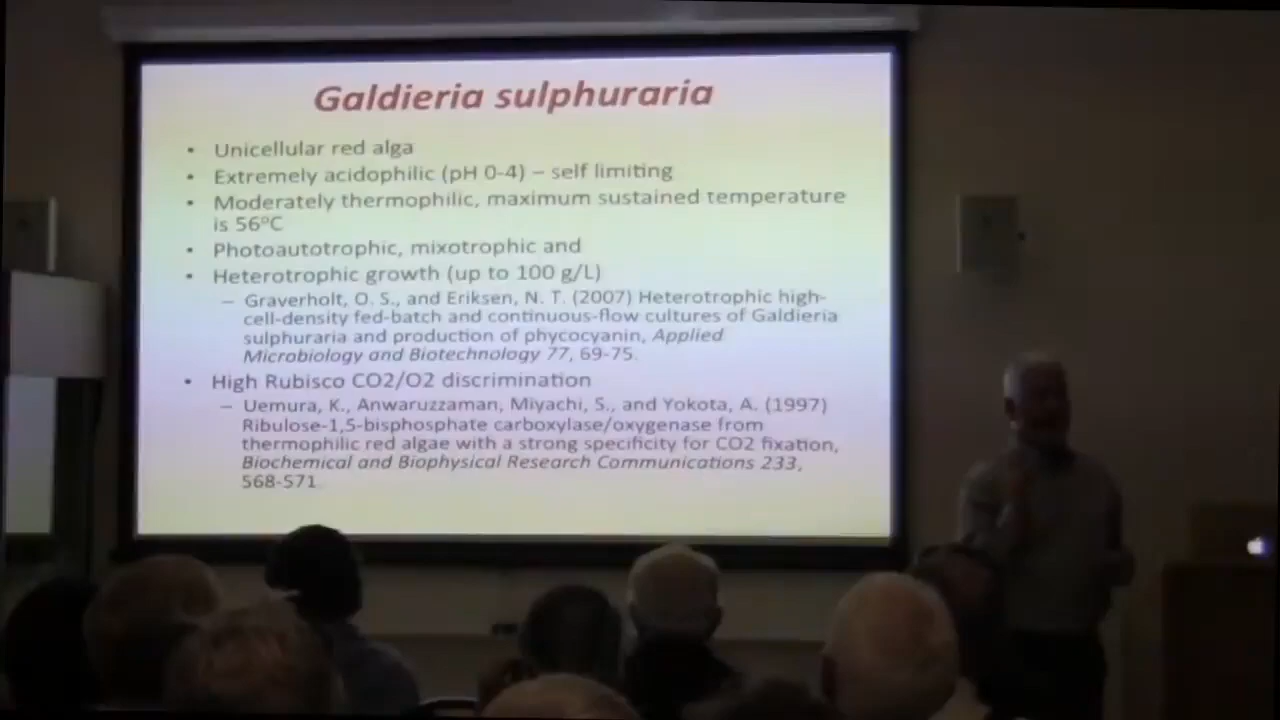 Galdieria sulphuraria
• Unicellular red alga
• Extremely acidophilic (pH 0-4) – self limiting
• Moderately thermophilic, maximum sustained temperature
is 56°C
• Photoautotrophic, mixotrophic and
• Heterotrophic growth (up to 100 g/L)
– Graverholt, O. S., and Eriksen, N. T. (2007) Heterotrophic high-
cell-density fed-batch and continuous-flow cultures of Galdieria
sulphuraria and production of phycocyanin, Applied
Microbiology and Biotechnology 77, 69-75.
• High Rubisco CO2/O2 discrimination
– Uemura, K., Anwaruzzaman, Miyachi, S., and Yokota, A. (1997)
Ribulose-1,5-bisphosphate carboxylase/oxygenase from
thermophilic red algae with a strong specificity for CO2 fixation,
Biochemical and Biophysical Research Communications 233,
568-571.